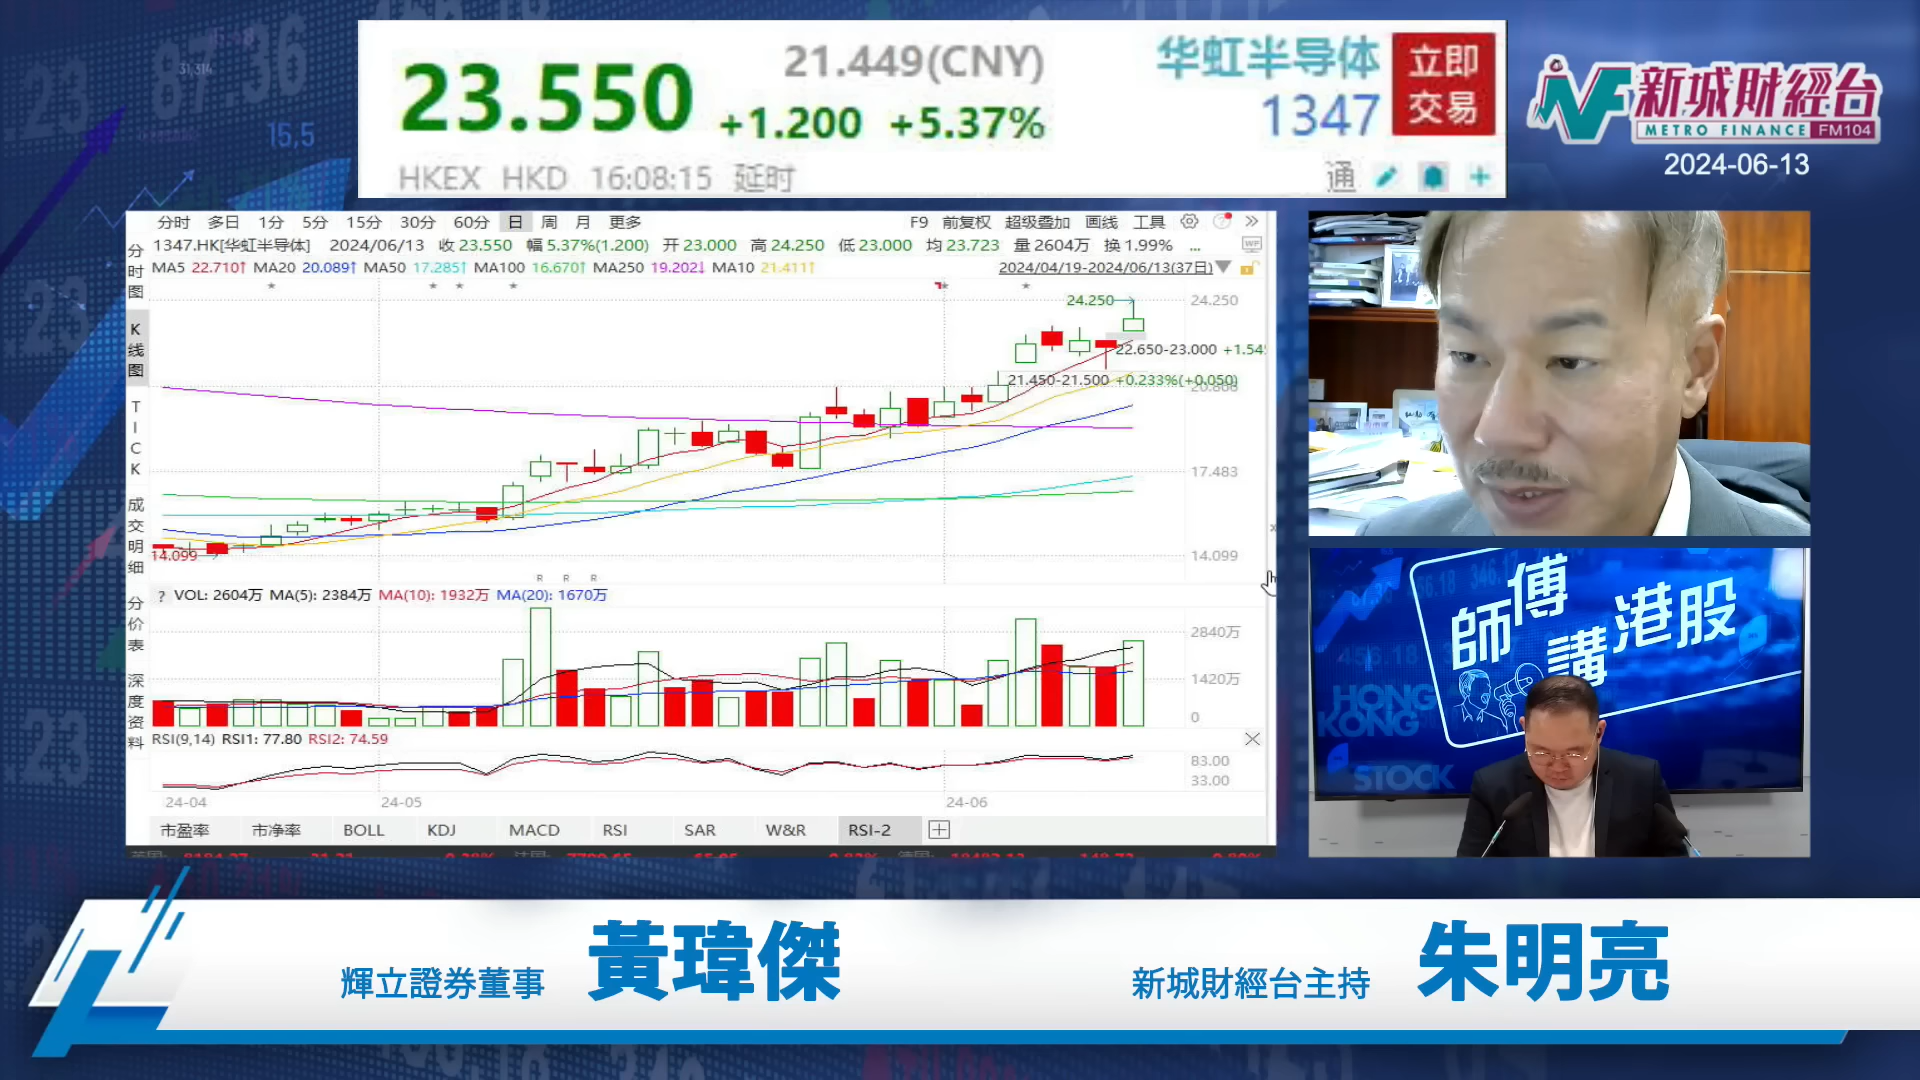 23.550
21.449(CNY)
+1.200 +5.37%
HKEX HKD 16:08:15 延时
华虹半导体
1347
立即
交易
通
新城財經台
METRO FINANCE FM104
2024-06-13
分时 多日 1分 5分 15分 30分 60分 日 周 月 更多
F9 前复权 超级叠加 画线 工具
1347.HK[华虹半导体] 2024/06/13 收 23.550 幅 5.37%(1.200) 开 23.000 高 24.250 低 23.000 均 23.723 量 2604万 换 1.99% ...
MA5 22.710↑ MA20 20.089↑ MA50 17.285↑ MA100 16.670↑ MA250 19.202↓ MA10 21.411↑
2024/04/19-2024/06/13(37日)
分时图
K线图
TICK
成交明细
分价表
深度资料
24.250
24.250
22.650-23.000 +1.54
21.450-21.500 +0.233%(+0.050)
20.866
17.483
14.099
14.099
R R R
? VOL: 2604万 MA(5): 2384万 MA(10): 1932万 MA(20): 1670万
2840万
1420万
0
RSI(9,14) RSI1: 77.80 RSI2: 74.59
83.00
33.00
24-04 24-05 24-06
市盈率 市净率 BOLL KDJ MACD RSI SAR W&R RSI-2
師傅講港股
HONG KONG
STOCK
輝立證券董事 黃瑋傑
新城財經台主持 朱明亮